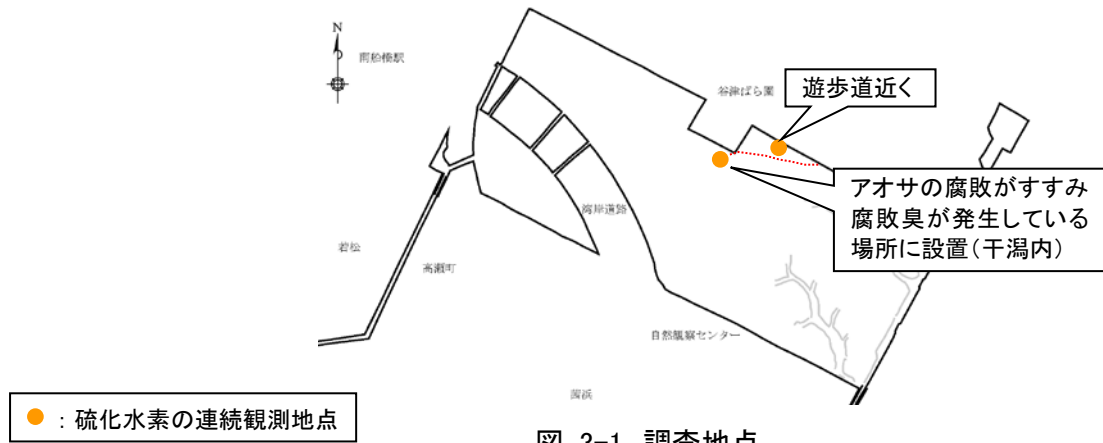 N
南船橋駅
谷津ばら園
遊歩道近く
アオサの腐敗がすすみ
腐敗臭が発生している
場所に設置(干潟内)
湾岸道路
若松
高瀬町
自然観察センター
茜浜
● ：硫化水素の連続観測地点
図 3-1 調査地点